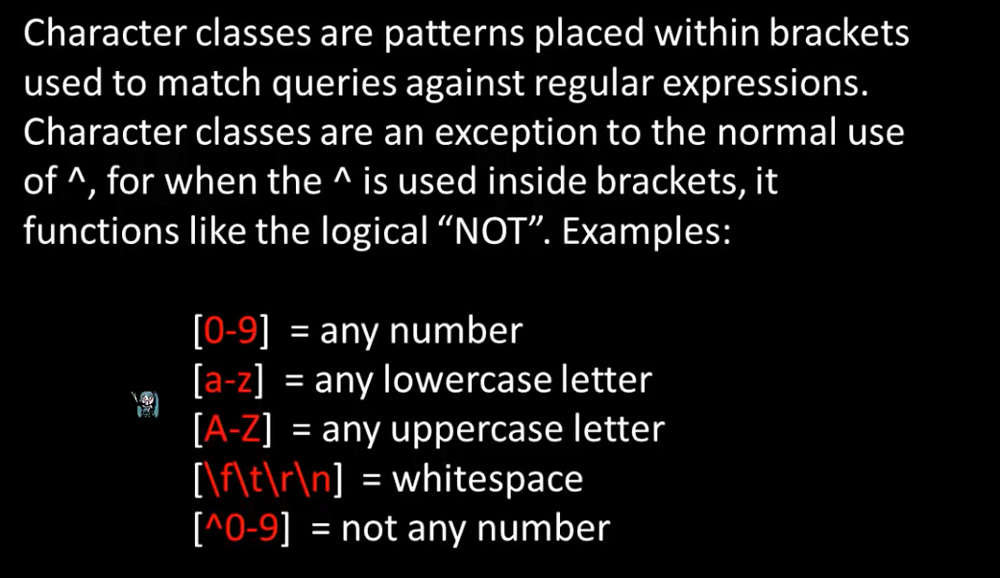 Character classes are patterns placed within brackets
used to match queries against regular expressions.
Character classes are an exception to the normal use
of ^, for when the ^ is used inside brackets, it
functions like the logical “NOT”. Examples:
[0-9] = any number
[a-z] = any lowercase letter
[A-Z] = any uppercase letter
[\f\t\r\n] = whitespace
[^0-9] = not any number